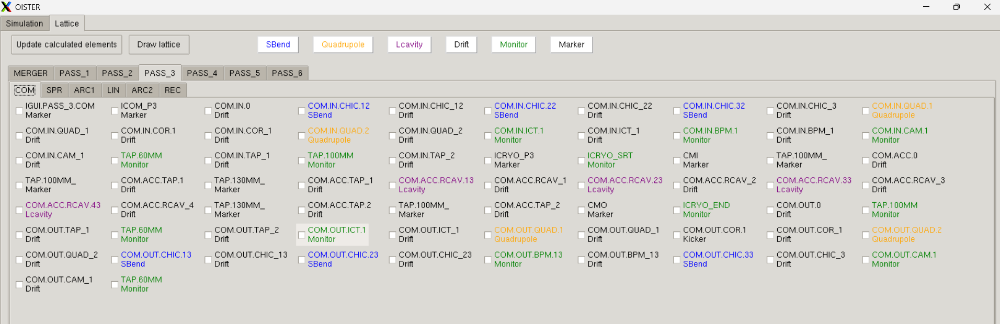 OISTER
Simulation Lattice
Update calculated elements Draw lattice SBend Quadrupole Lcavity Drift Monitor Marker
MERGER PASS_1 PASS_2 PASS_3 PASS_4 PASS_5 PASS_6
COM SPR ARC1 LIN ARC2 REC
IGUI.PASS_3.COM ICOM_P3 COM.IN.0 COM.IN.CHIC.12 COM.IN.CHIC_12 COM.IN.CHIC.22 COM.IN.CHIC_22 COM.IN.CHIC.32 COM.IN.CHIC_3 COM.IN.QUAD.1
Marker Marker Drift SBend Drift SBend Drift SBend Drift Quadrupole
COM.IN.QUAD_1 COM.IN.COR.1 COM.IN.COR_1 COM.IN.QUAD.2 COM.IN.QUAD_2 COM.IN.ICT.1 COM.IN.ICT_1 COM.IN.BPM.1 COM.IN.BPM_1 COM.IN.CAM.1
Drift Drift Drift Quadrupole Drift Monitor Drift Monitor Drift Monitor
COM.IN.CAM_1 TAP.60MM COM.IN.TAP_1 TAP.100MM COM.IN.TAP_2 ICRYO_P3 ICRYO_SRT CMI TAP.100MM_ COM.ACC.0
Drift Monitor Drift Monitor Drift Marker Monitor Marker Marker Drift
TAP.100MM_ COM.ACC.TAP.1 TAP.130MM_ COM.ACC.TAP_1 COM.ACC.RCAV.13 COM.ACC.RCAV_1 COM.ACC.RCAV.23 COM.ACC.RCAV_2 COM.ACC.RCAV.33 COM.ACC.RCAV_3
Marker Drift Marker Drift Lcavity Drift Lcavity Drift Lcavity Drift
COM.ACC.RCAV.43 COM.ACC.RCAV_4 TAP.130MM_ COM.ACC.TAP.2 TAP.100MM_ COM.ACC.TAP_2 CMO ICRYO_END COM.OUT.0 TAP.100MM
Lcavity Drift Marker Drift Marker Drift Marker Monitor Drift Monitor
COM.OUT.TAP_1 TAP.60MM COM.OUT.TAP_2 COM.OUT.ICT.1 COM.OUT.ICT_1 COM.OUT.QUAD.1 COM.OUT.QUAD_1 COM.OUT.COR.1 COM.OUT.COR_1 COM.OUT.QUAD.2
Drift Monitor Drift Monitor Drift Quadrupole Drift Kicker Drift Quadrupole
COM.OUT.QUAD_2 COM.OUT.CHIC.13 COM.OUT.CHIC_13 COM.OUT.CHIC.23 COM.OUT.CHIC_23 COM.OUT.BPM.13 COM.OUT.BPM_13 COM.OUT.CHIC.33 COM.OUT.CHIC_3 COM.OUT.CAM.1
Drift SBend Drift SBend Drift Monitor Drift SBend Drift Monitor
COM.OUT.CAM_1 TAP.60MM
Drift Monitor